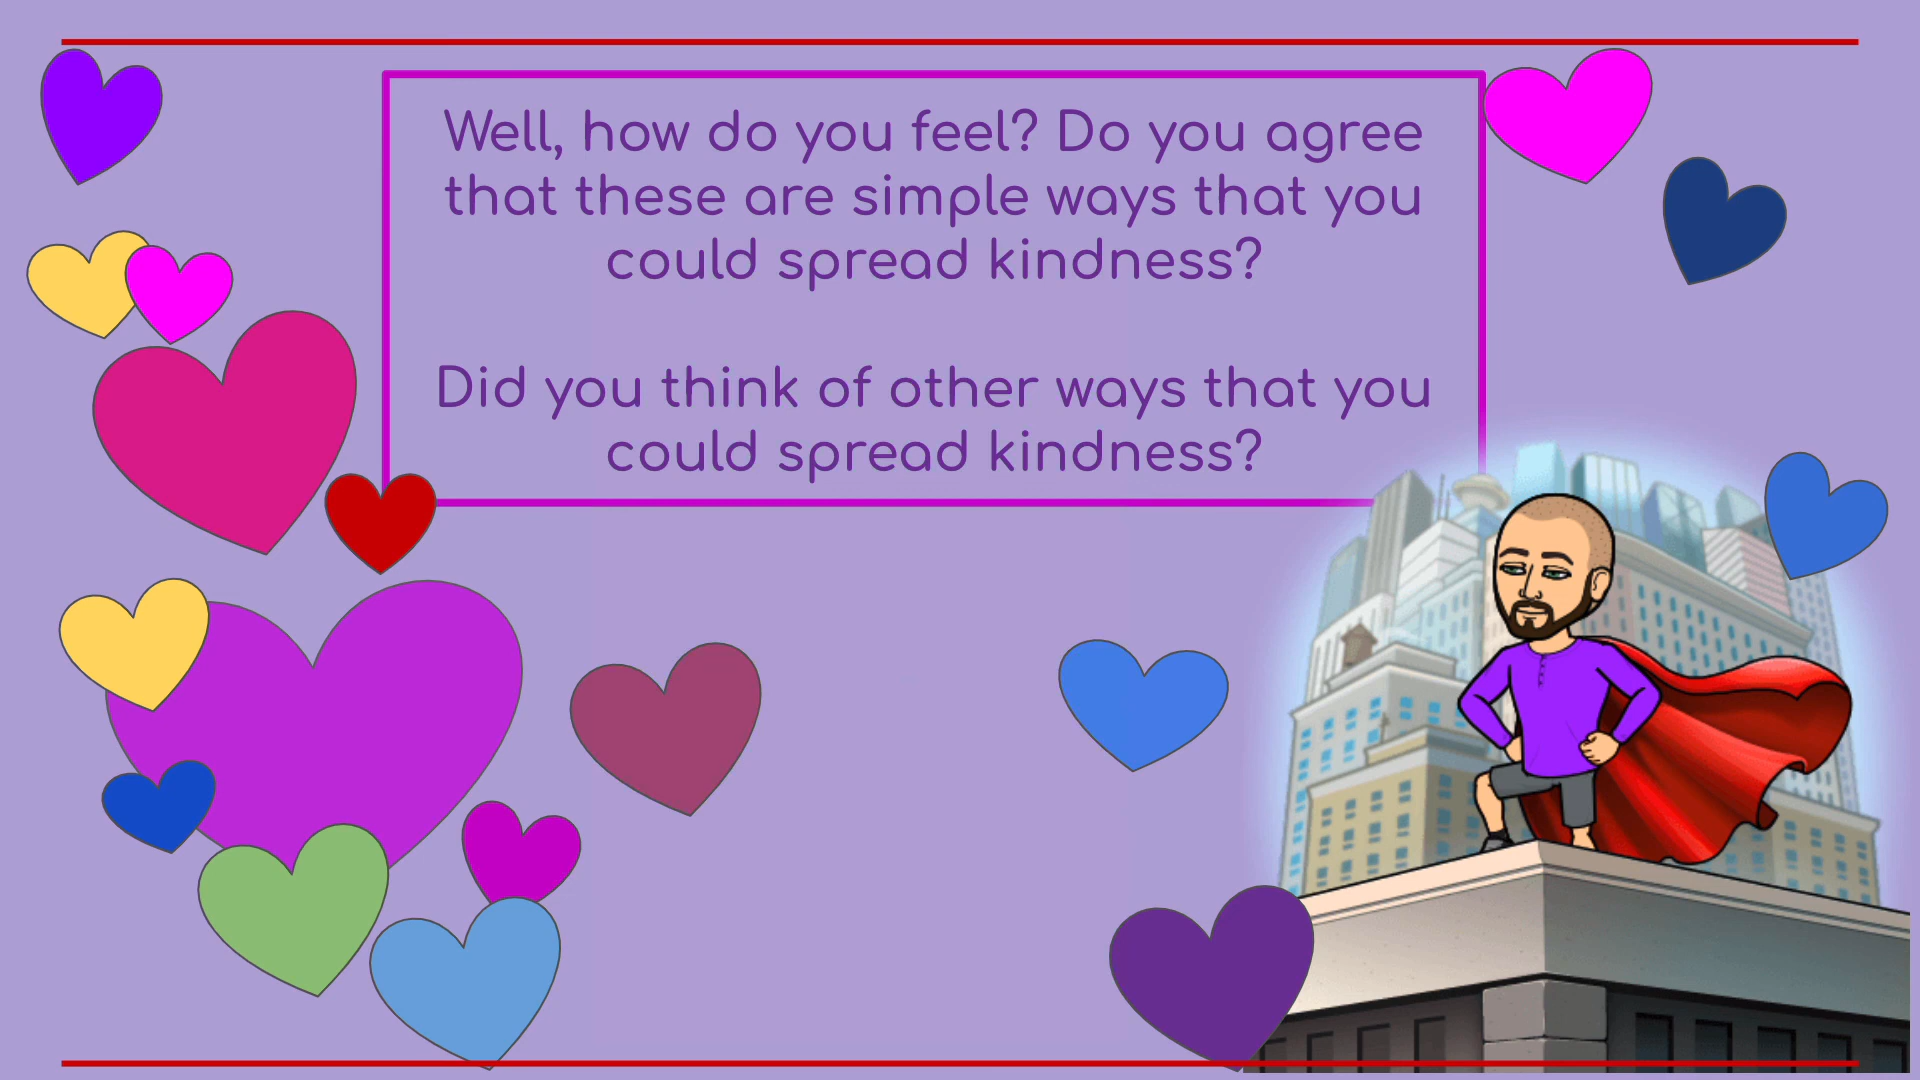 Well, how do you feel? Do you agree
that these are simple ways that you
could spread kindness?
Did you think of other ways that you
could spread kindness?